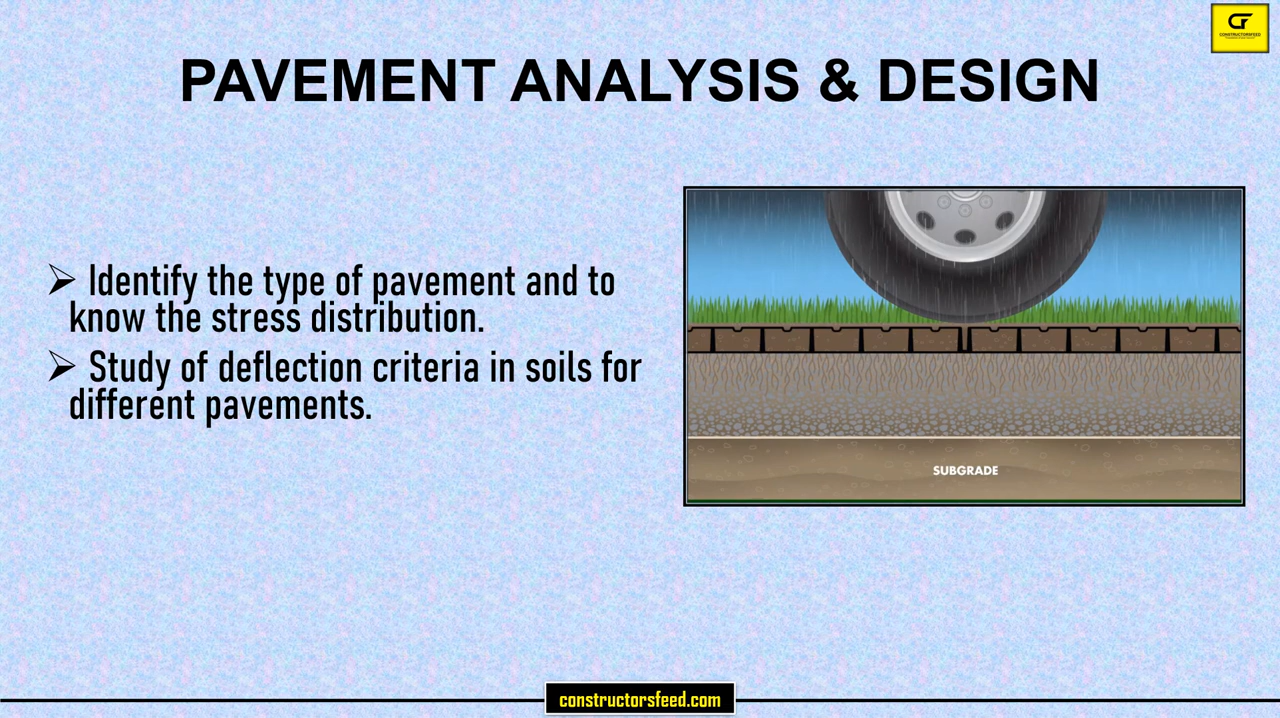 CONSTRUCTORSFEED
PAVEMENT ANALYSIS & DESIGN
➢ Identify the type of pavement and to
know the stress distribution.
➢ Study of deflection criteria in soils for
different pavements.
SUBGRADE
constructorsfeed.com